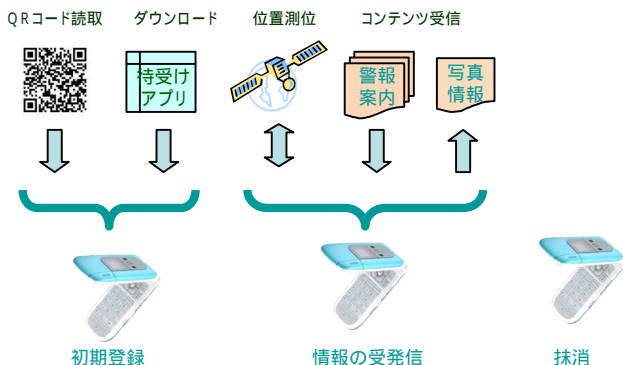 QRコード読取
ダウンロード
位置測位
コンテンツ受信
待受け
アプリ
警報
案内
写真
情報
初期登録
情報の受発信
抹消